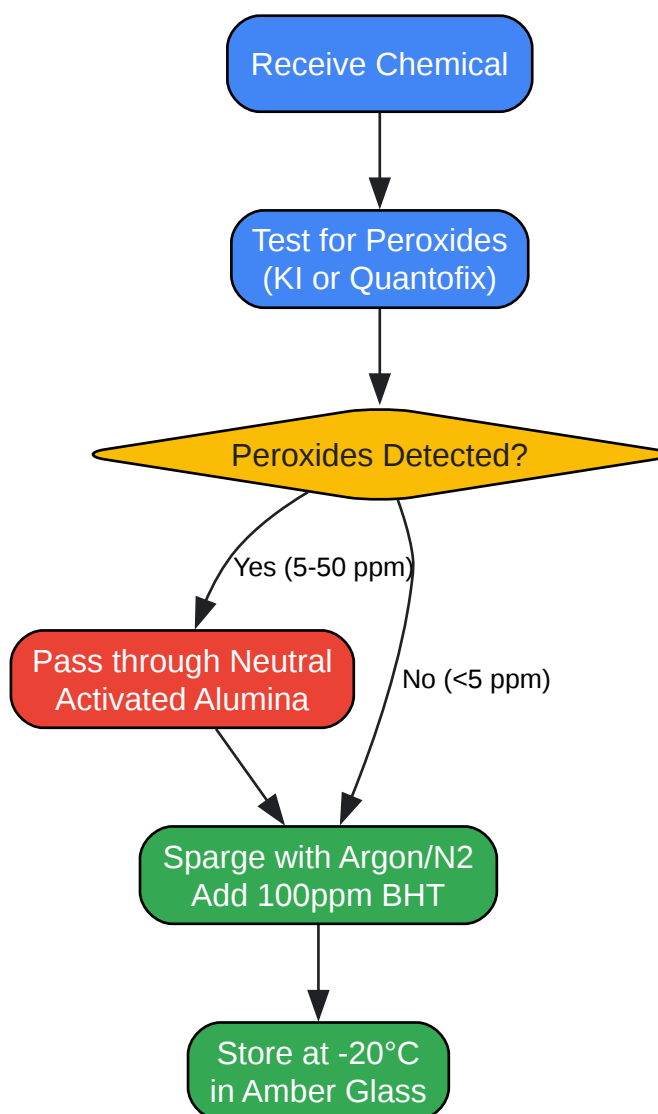 Receive Chemical
Test for Peroxides
(KI or Quantofix)
Peroxides Detected?
Yes (5-50 ppm)
Pass through Neutral
Activated Alumina
No (<5 ppm)
Sparge with Argon/N2
Add 100ppm BHT
Store at -20°C
in Amber Glass